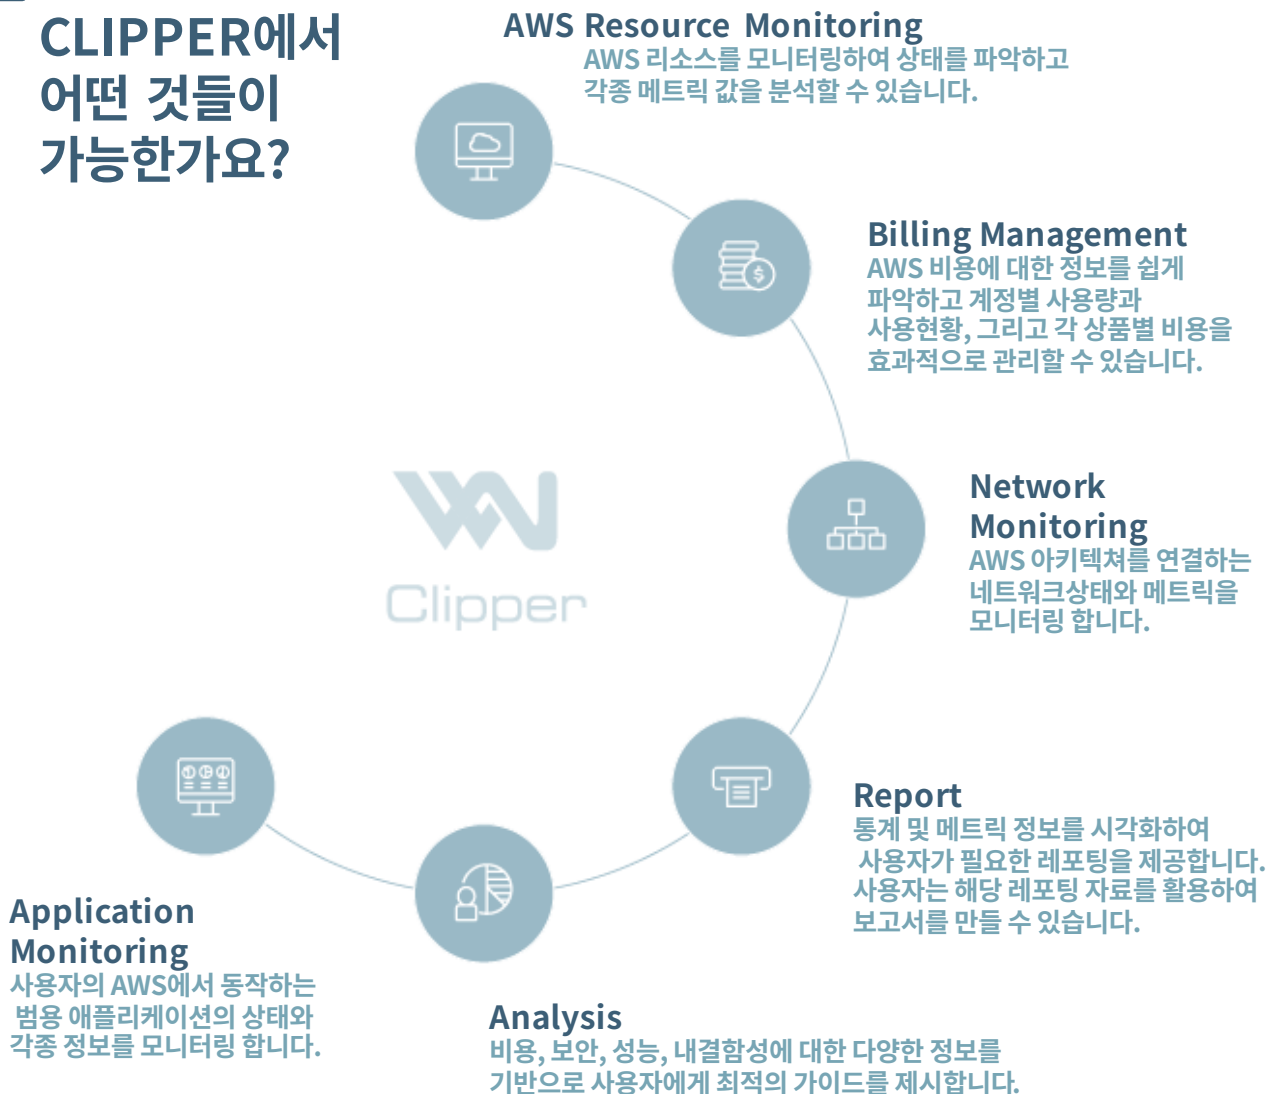 CLIPPER에서
어떤 것들이
가능한가요?
AWS Resource Monitoring
AWS 리소스를 모니터링하여 상태를 파악하고
각종 메트릭 값을 분석할 수 있습니다.
Billing Management
AWS 비용에 대한 정보를 쉽게
파악하고 계정별 사용량과
사용현황, 그리고 각 상품별 비용을
효과적으로 관리할 수 있습니다.
Network
Monitoring
AWS 아키텍쳐를 연결하는
네트워크상태와 메트릭을
모니터링 합니다.
Clipper
Report
통계 및 메트릭 정보를 시각화하여
사용자가 필요한 레포팅을 제공합니다.
사용자는 해당 레포팅 자료를 활용하여
보고서를 만들 수 있습니다.
Application
Monitoring
사용자의 AWS에서 동작하는
범용 애플리케이션의 상태와
각종 정보를 모니터링 합니다.
Analysis
비용, 보안, 성능, 내결함성에 대한 다양한 정보를
기반으로 사용자에게 최적의 가이드를 제시합니다.